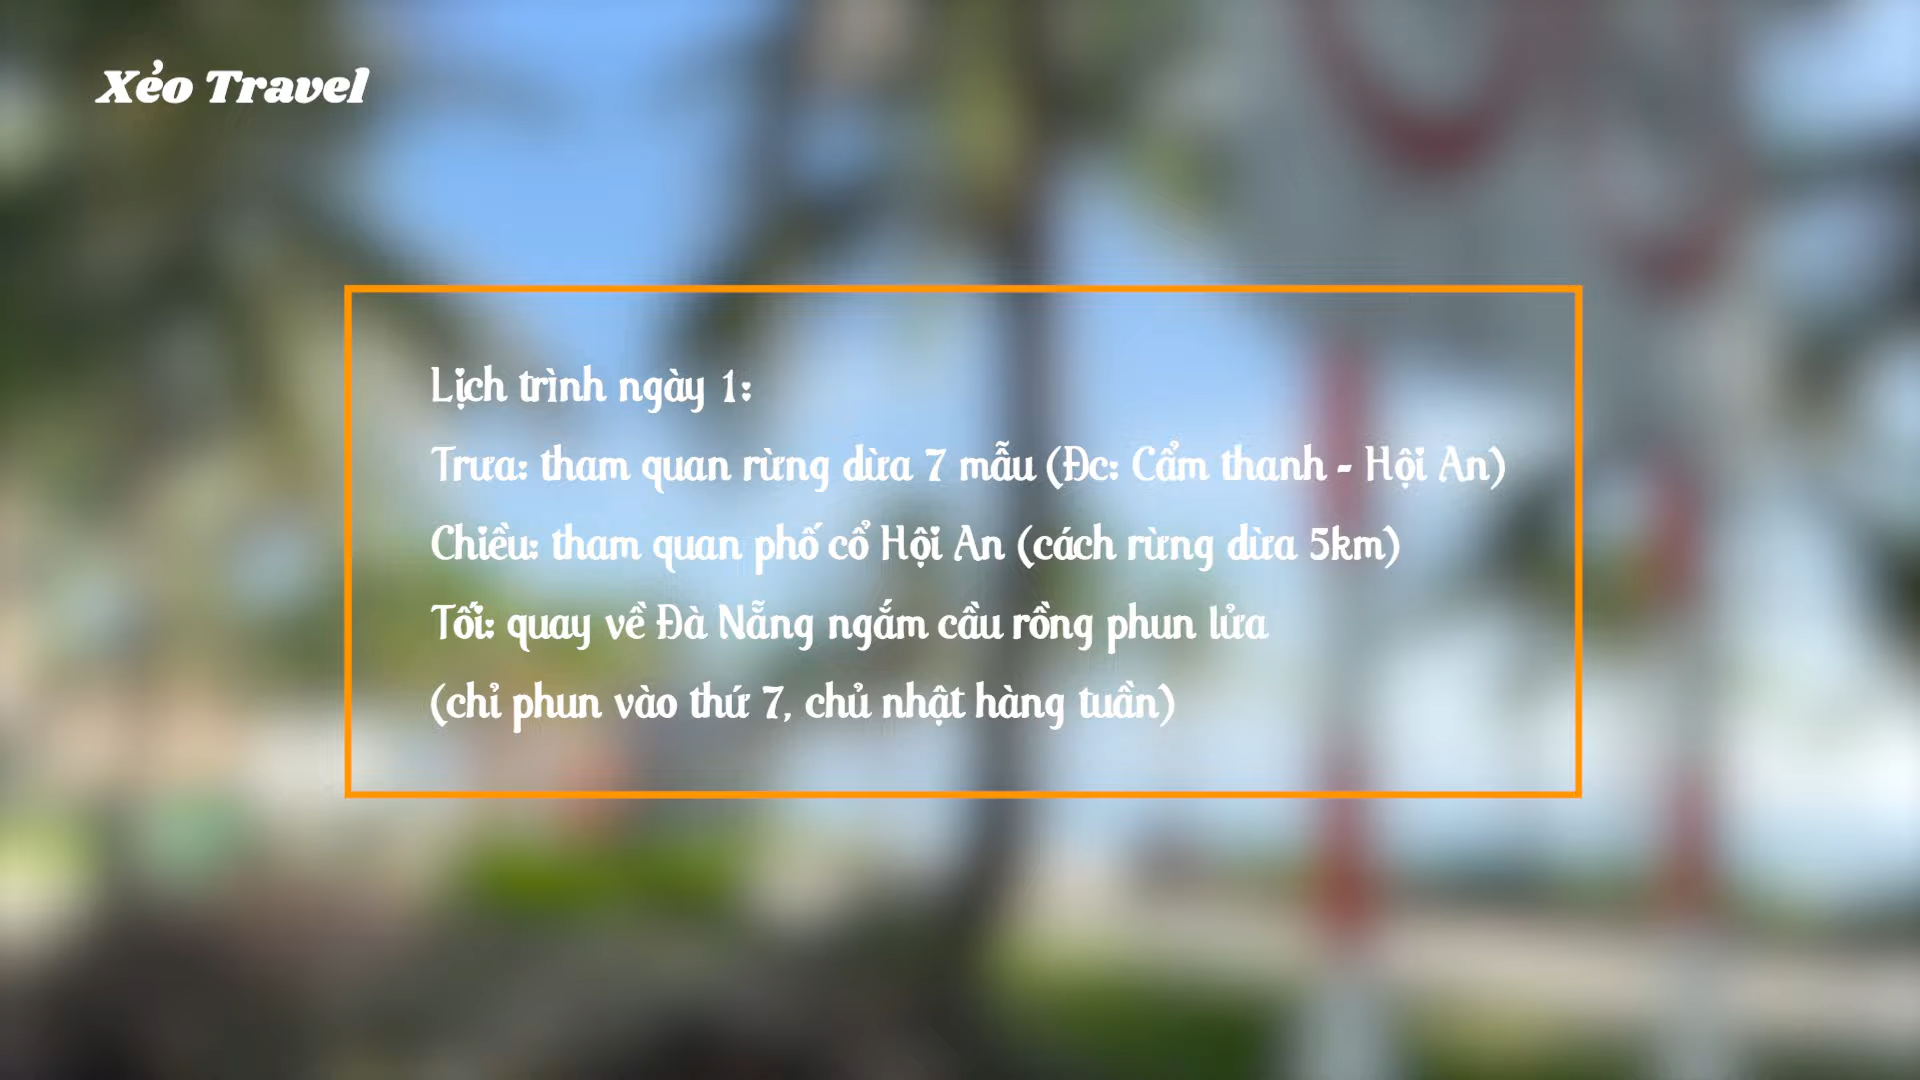 Xẻo Travel
Lịch trình ngày 1:
Trưa: tham quan rừng dừa 7 mẫu (Đc: Cẩm thanh - Hội An)
Chiều: tham quan phố cổ Hội An (cách rừng dừa 5km)
Tối: quay về Đà Nẵng ngắm cầu rồng phun lửa
(chỉ phun vào thứ 7, chủ nhật hàng tuần)